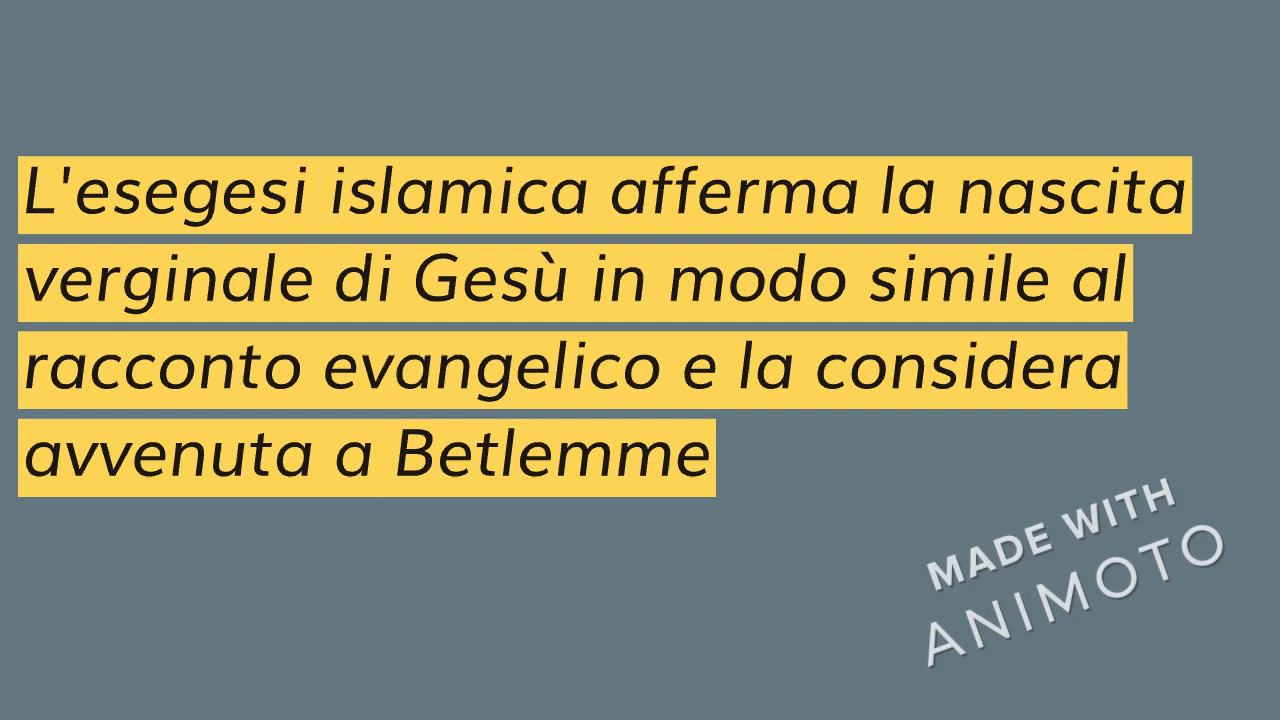 L'esegesi islamica afferma la nascita
verginale di Gesù in modo simile al
racconto evangelico e la considera
avvenuta a Betlemme
MADE WITH
ANIMOTO